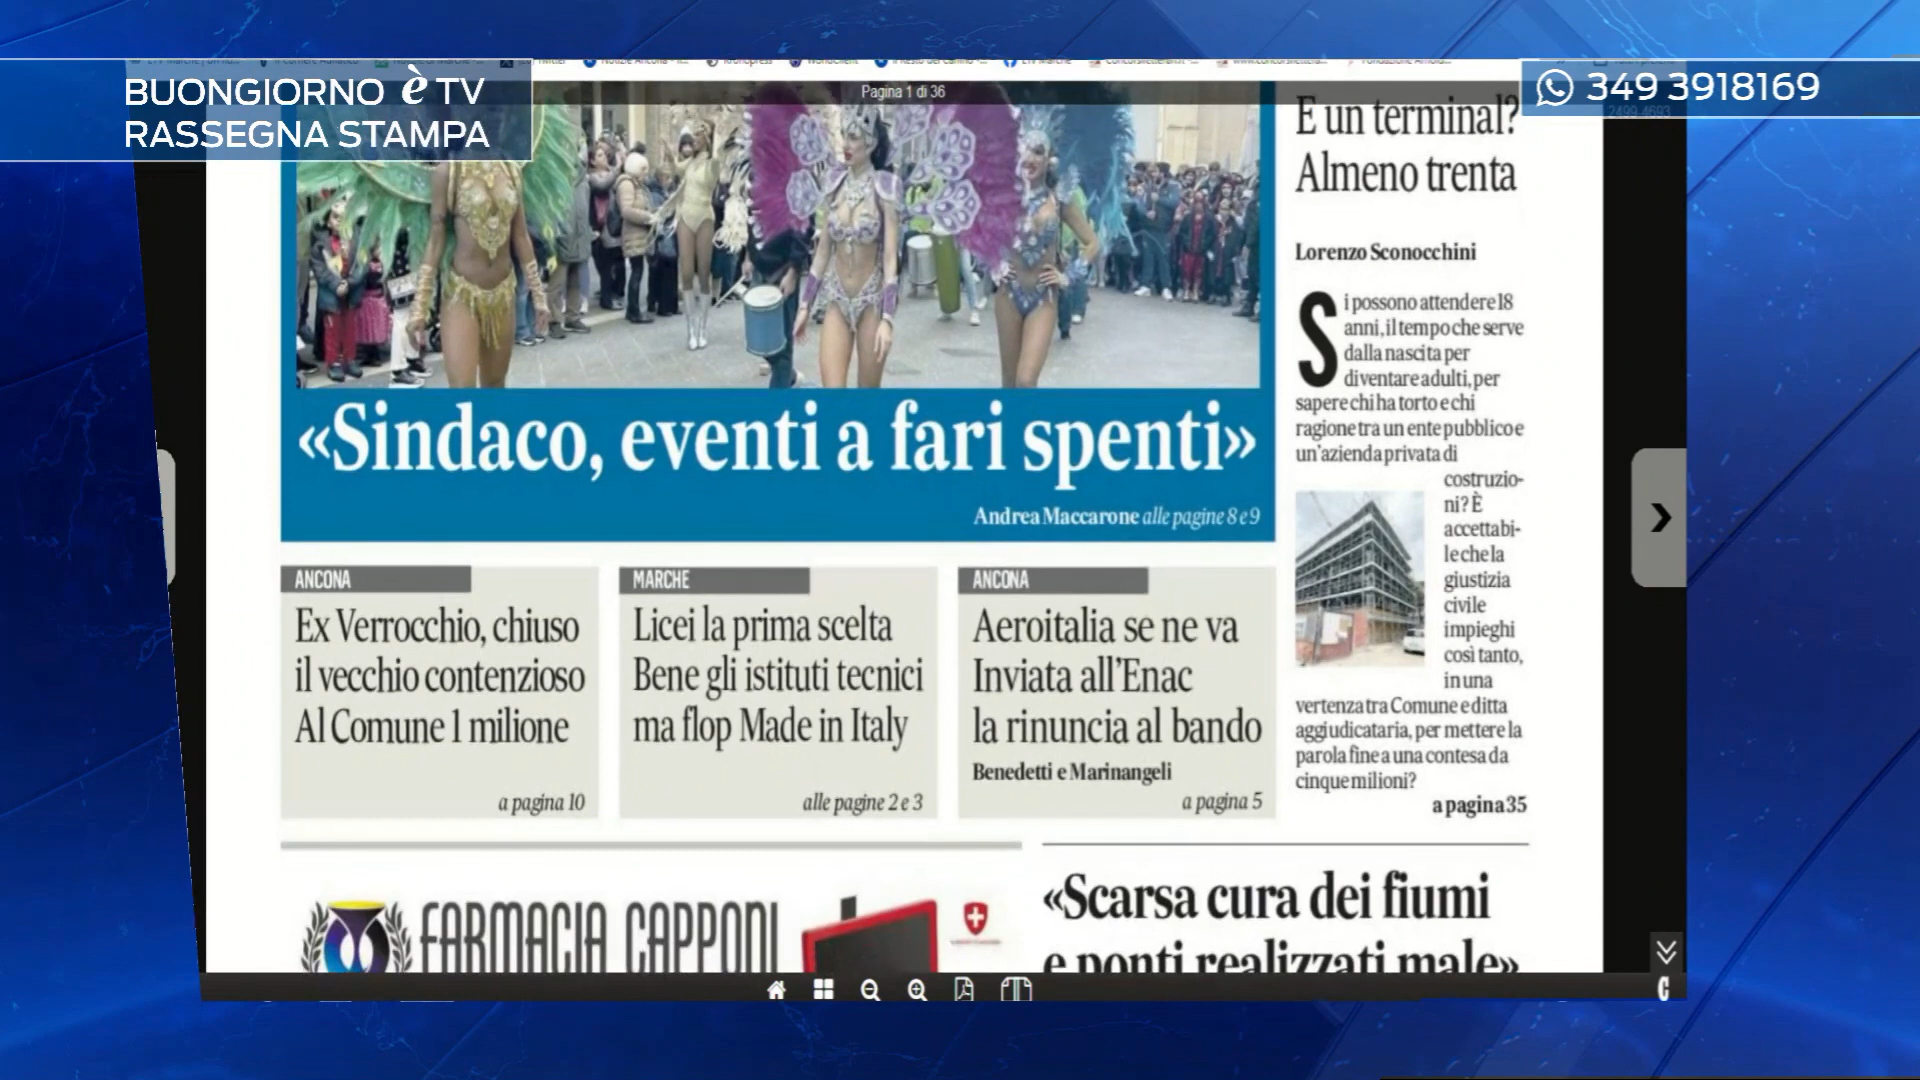 BUONGIORNO è TV
RASSEGNA STAMPA
349 3918169
Pagina 1 di 36
E un terminal?
Almeno trenta
Lorenzo Sconocchini
Si possono attendere 18
anni, il tempo che serve
dalla nascita per
diventare adulti, per
sapere chi ha torto e chi
ragione tra un ente pubblico e
un'azienda privata di
costruzio-
ni? È
accettabi-
le che la
giustizia
civile
impieghi
così tanto,
in una
vertenza tra Comune e ditta
aggiudicataria, per mettere la
parola fine a una contesa da
cinque milioni?
a pagina 35
«Sindaco, eventi a fari spenti»
Andrea Maccarone alle pagine 8 e 9
ANCONA
Ex Verrocchio, chiuso
il vecchio contenzioso
Al Comune 1 milione
a pagina 10
MARCHE
Licei la prima scelta
Bene gli istituti tecnici
ma flop Made in Italy
alle pagine 2 e 3
ANCONA
Aeroitalia se ne va
Inviata all'Enac
la rinuncia al bando
Benedetti e Marinangeli
a pagina 5
FARMACIA CAPPONI
«Scarsa cura dei fiumi
e ponti realizzati male»